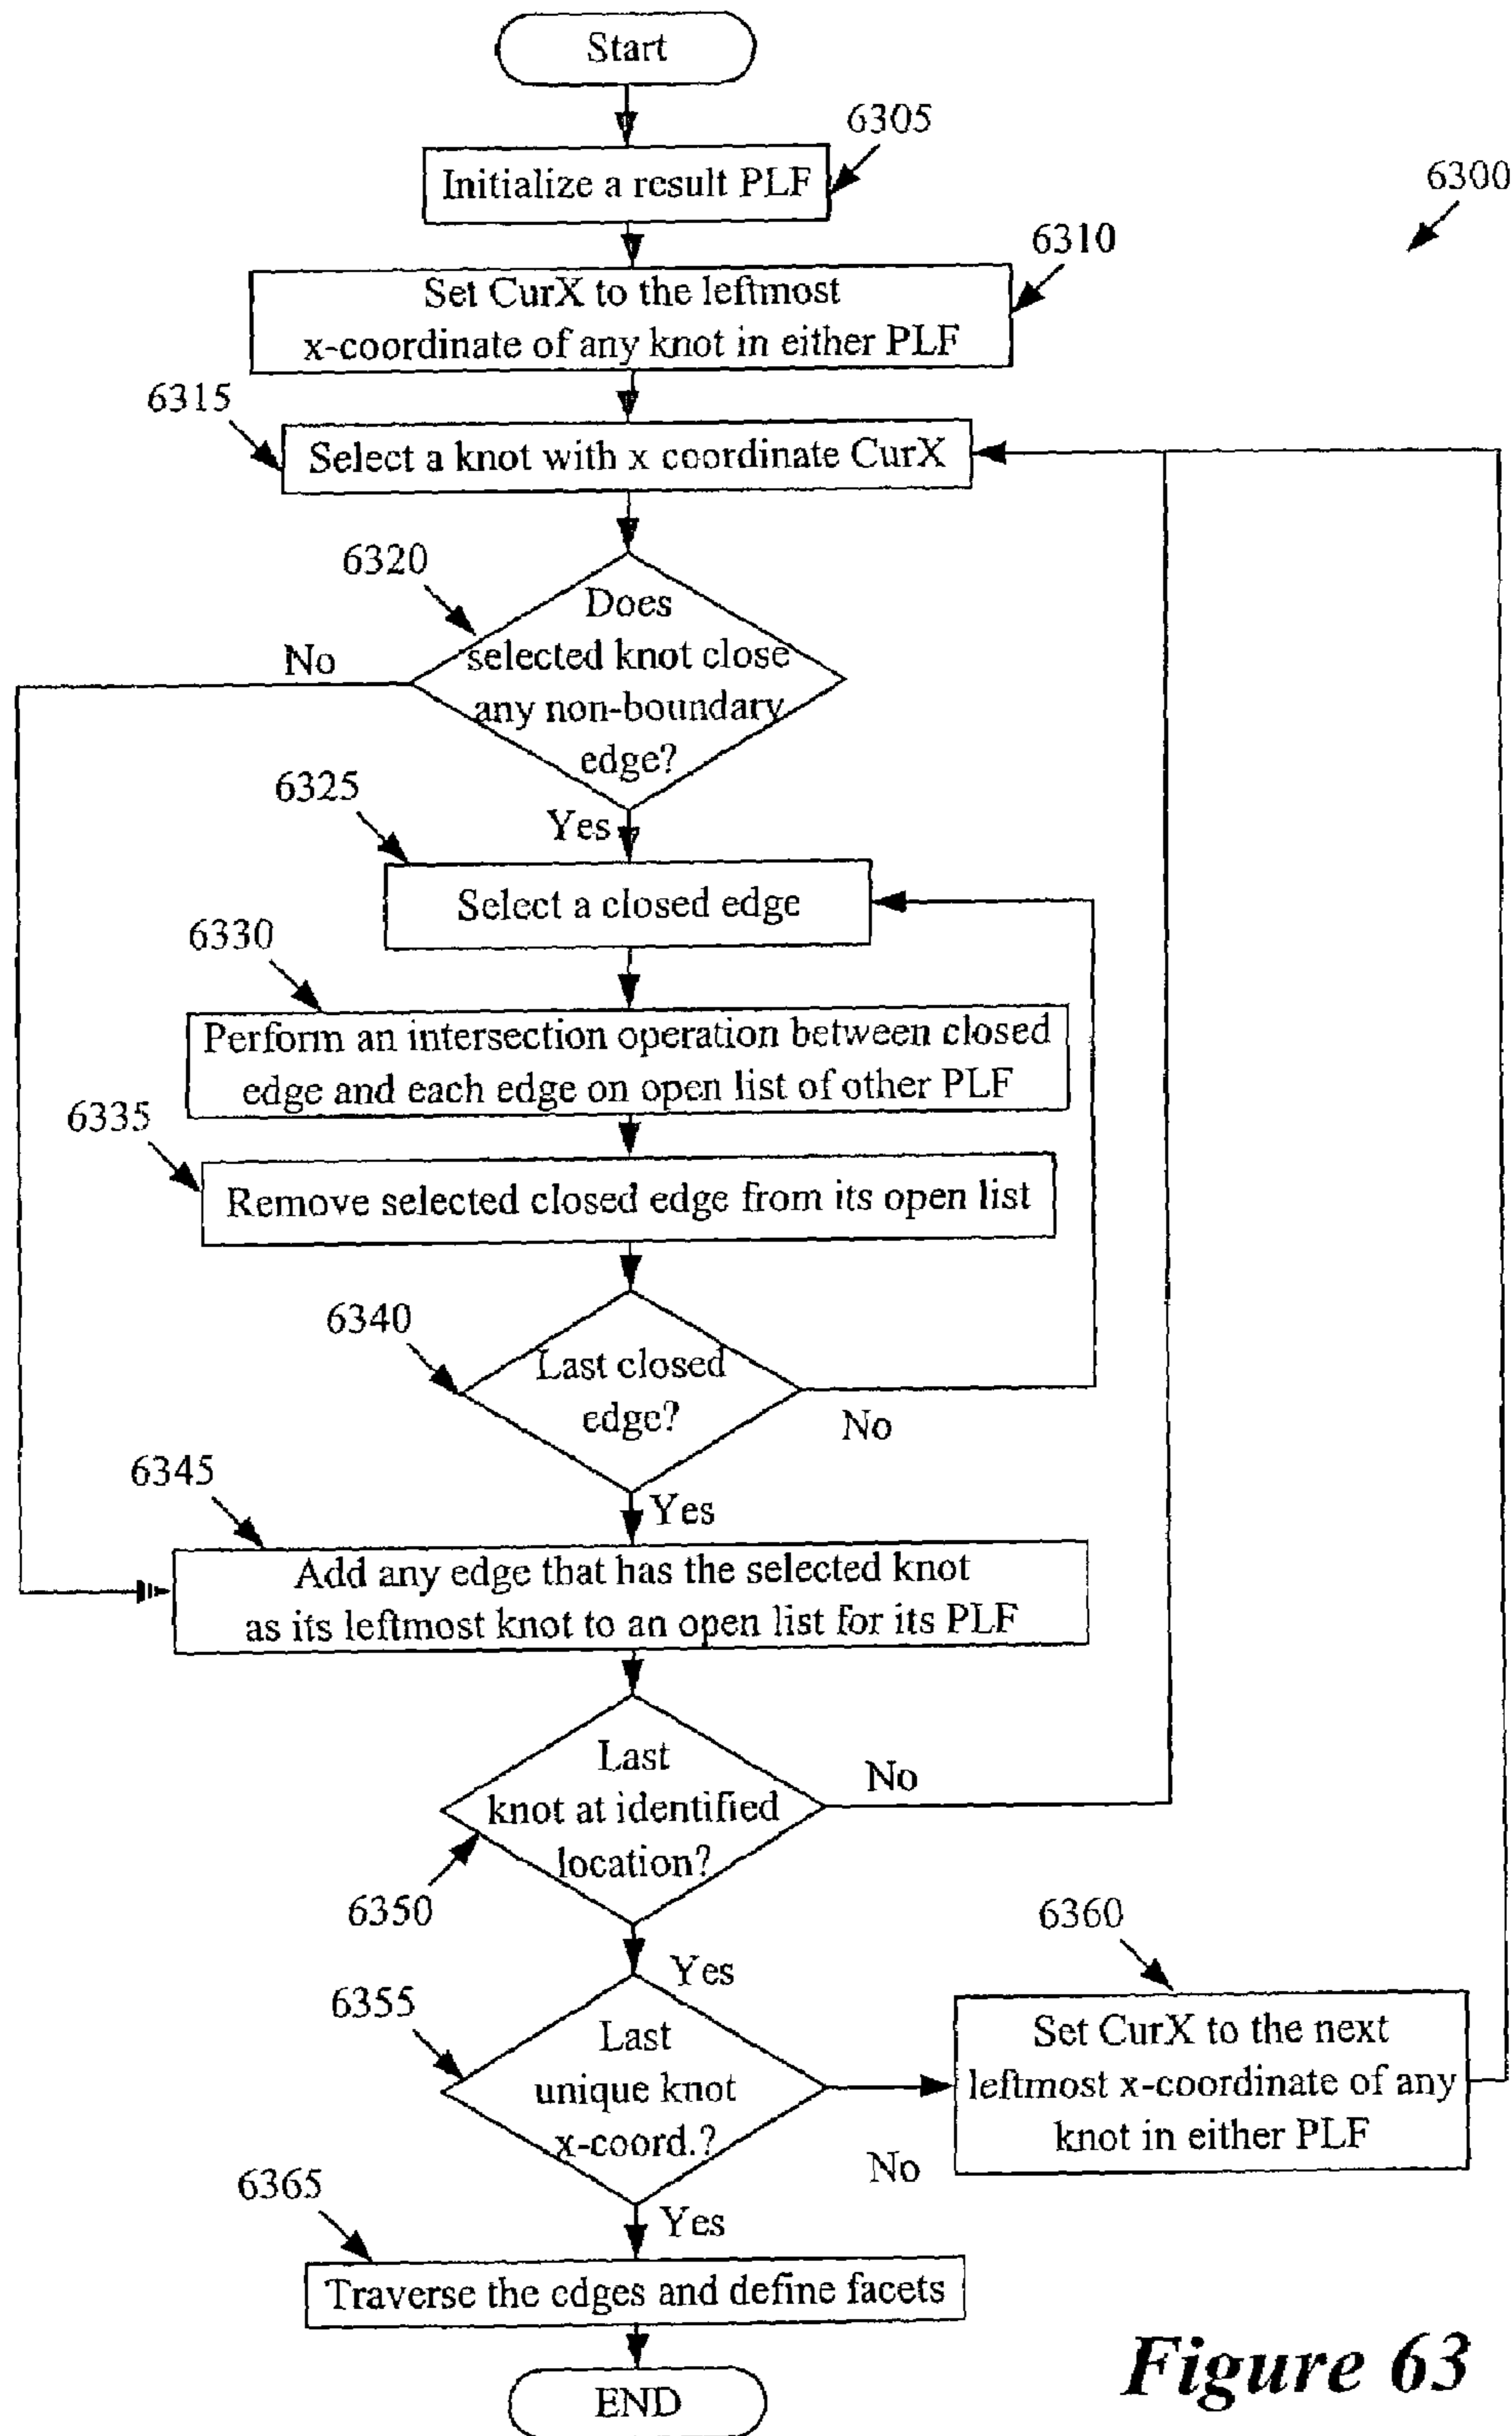 Start
6305
Initialize a result PLF
6300
6310
Set CurX to the leftmost
x-coordinate of any knot in either PLF
6315
Select a knot with x coordinate CurX
6320
Does
selected knot close
any non-boundary
edge?
No
6325
Yes
Select a closed edge
6330
Perform an intersection operation between closed
edge and each edge on open list of other PLF
6335
Remove selected closed edge from its open list
6340
Last closed
edge?
No
6345
Yes
Add any edge that has the selected knot
as its leftmost knot to an open list for its PLF
Last
knot at identified
location?
No
6350
6360
Yes
6355
Last
unique knot
x-coord.?
Set CurX to the next
leftmost x-coordinate of any
knot in either PLF
No
6365
Yes
Traverse the edges and define facets
END
Figure 63